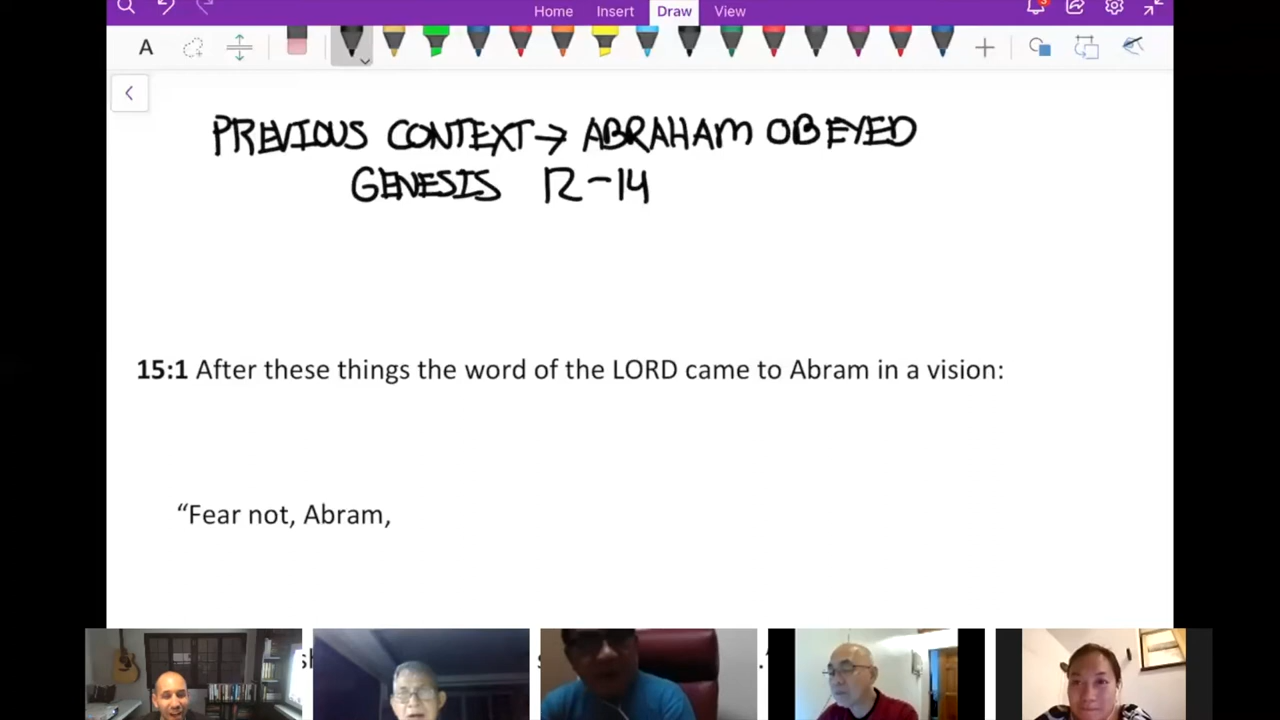 Home Insert Draw View
A
PREVIOUS CONTEXT → ABRAHAM OBEYED
GENESIS 12-14
15:1 After these things the word of the LORD came to Abram in a vision:
“Fear not, Abram,